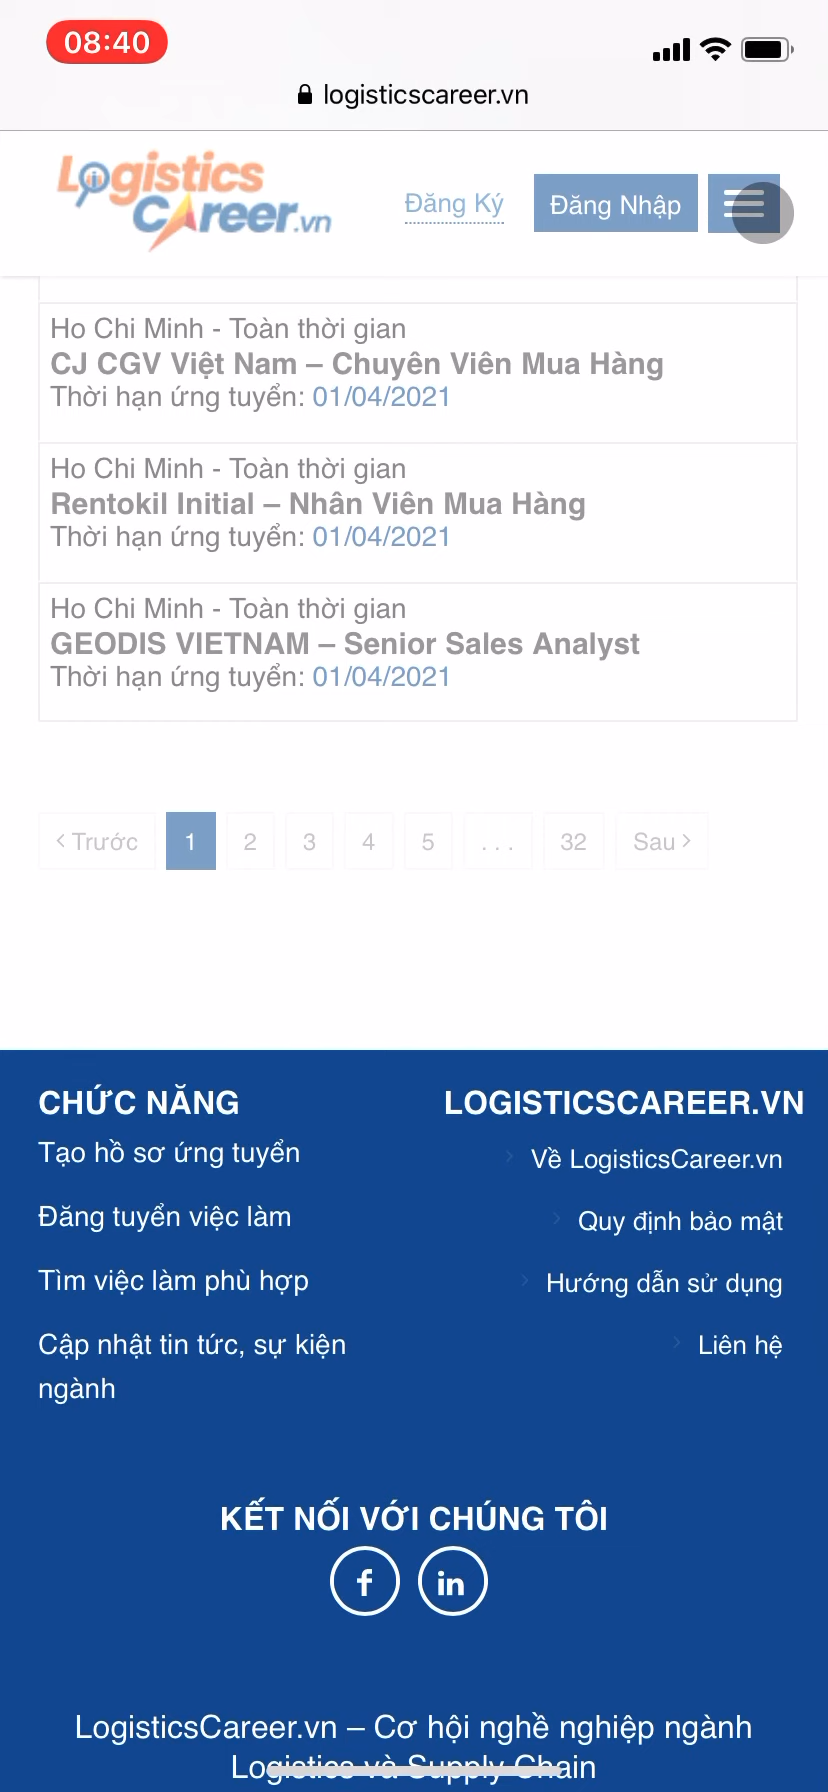 08:40
logisticscareer.vn
Logistics
Career.vn
Đăng Ký
Đăng Nhập
Ho Chi Minh - Toàn thời gian
CJ CGV Việt Nam – Chuyên Viên Mua Hàng
Thời hạn ứng tuyển: 01/04/2021
Ho Chi Minh - Toàn thời gian
Rentokil Initial – Nhân Viên Mua Hàng
Thời hạn ứng tuyển: 01/04/2021
Ho Chi Minh - Toàn thời gian
GEODIS VIETNAM – Senior Sales Analyst
Thời hạn ứng tuyển: 01/04/2021
‹ Trước 1 2 3 4 5 . . . 32 Sau ›
CHỨC NĂNG
Tạo hồ sơ ứng tuyển
Đăng tuyển việc làm
Tìm việc làm phù hợp
Cập nhật tin tức, sự kiện
ngành
LOGISTICSCAREER.VN
Về LogisticsCareer.vn
Quy định bảo mật
Hướng dẫn sử dụng
Liên hệ
KẾT NỐI VỚI CHÚNG TÔI
f in
LogisticsCareer.vn – Cơ hội nghề nghiệp ngành
Logistics và Supply Chain